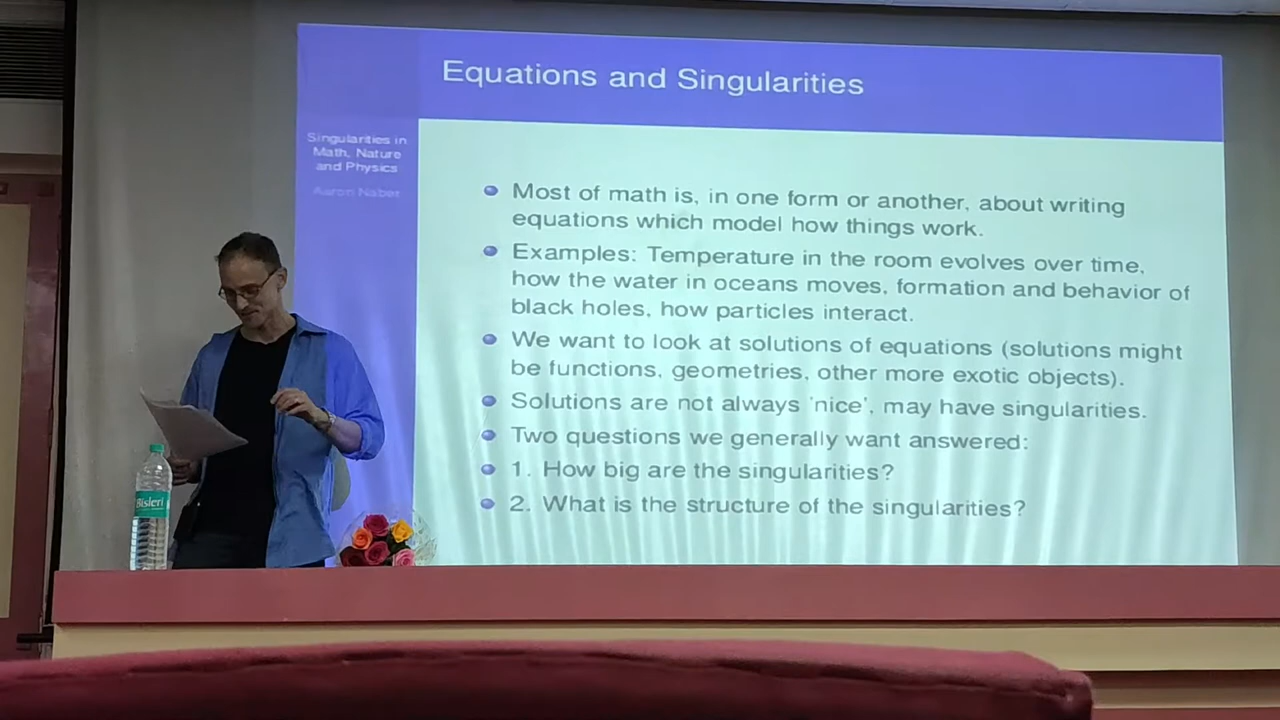 Equations and Singularities
Singularities in
Math, Nature
and Physics
Aaron Naber
Most of math is, in one form or another, about writing
equations which model how things work.
Examples: Temperature in the room evolves over time,
how the water in oceans moves, formation and behavior of
black holes, how particles interact.
We want to look at solutions of equations (solutions might
be functions, geometries, other more exotic objects).
Solutions are not always 'nice', may have singularities.
Two questions we generally want answered:
1. How big are the singularities?
2. What is the structure of the singularities?
Bisleri